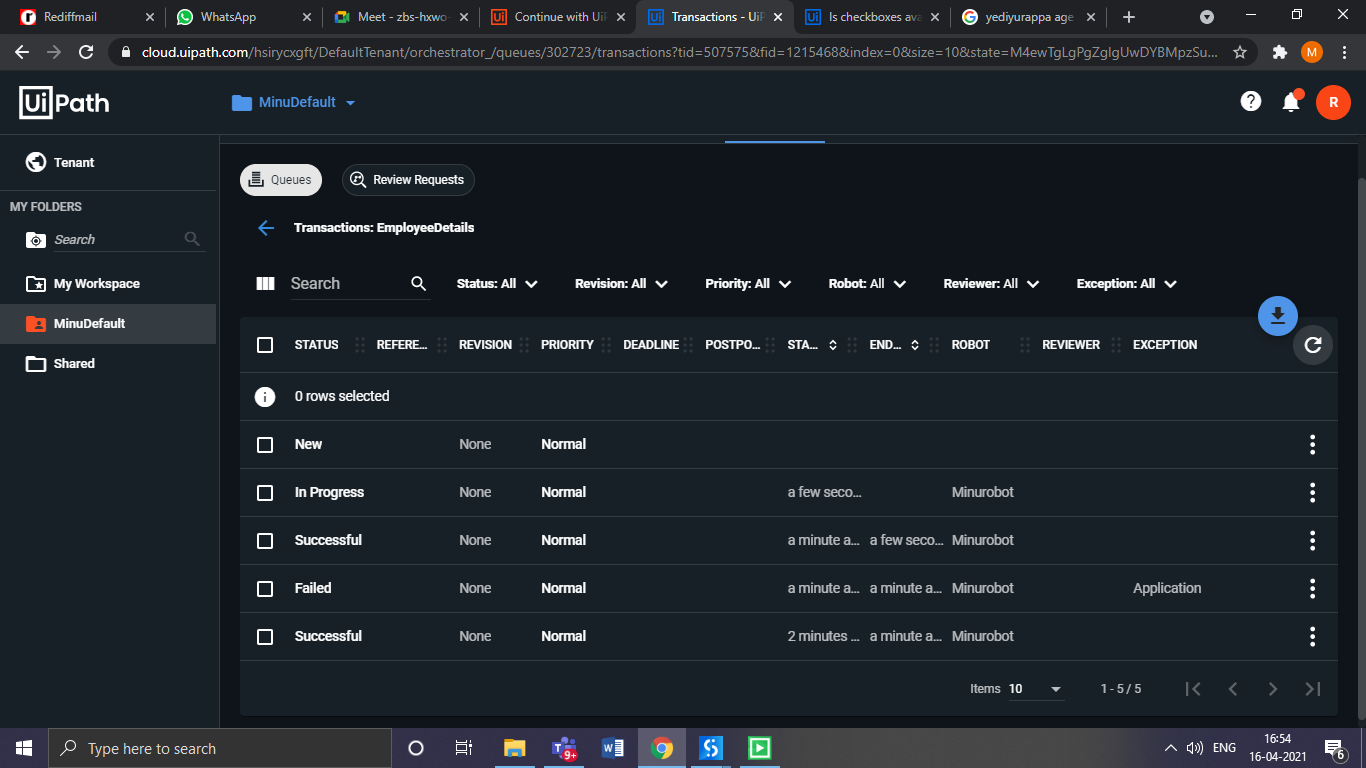 Rediffmail
WhatsApp
Meet - zbs-hxwo-
Continue with UiP
Transactions - UiP
Is checkboxes ava
yediyurappa age
cloud.uipath.com/hsirycxgft/DefaultTenant/orchestrator_/queues/302723/transactions?tid=507575&fid=1215468&index=0&size=10&state=M4ewTgLgPgZglgUwDYBMpzSu...
M
Ui Path
MinuDefault
R
Tenant
MY FOLDERS
Search
My Workspace
MinuDefault
Shared
Queues
Review Requests
Transactions: EmployeeDetails
Search
Status: All
Revision: All
Priority: All
Robot: All
Reviewer: All
Exception: All
STATUS REFERE... REVISION PRIORITY DEADLINE POSTPO... STA... END... ROBOT REVIEWER EXCEPTION
0 rows selected
New None Normal
In Progress None Normal a few seco... Minurobot
Successful None Normal a minute a... a few seco... Minurobot
Failed None Normal a minute a... a minute a... Minurobot Application
Successful None Normal 2 minutes ... a minute a... Minurobot
Items 10 1 - 5 / 5
Type here to search
9+
ENG
16:54
16-04-2021
6